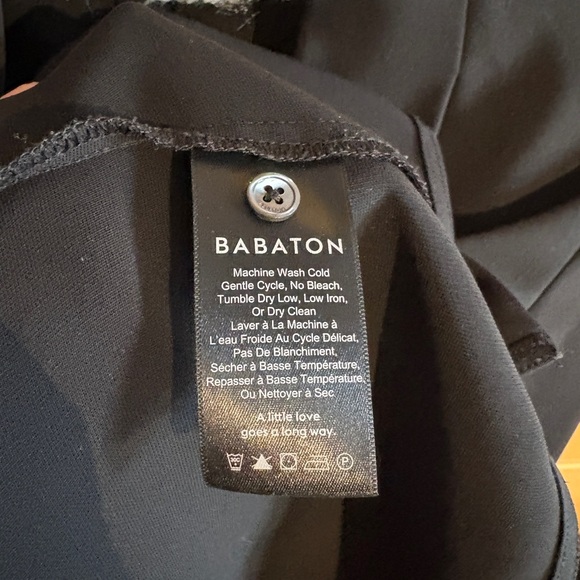 BABATON
Machine Wash Cold
Gentle Cycle, No Bleach,
Tumble Dry Low, Low Iron,
Or Dry Clean
Laver à La Machine à
L'eau Froide Au Cycle Délicat,
Pas De Blanchiment,
Sécher à Basse Température,
Repasser à Basse Température,
Ou Nettoyer à Sec
A little love
goes a long way.
30C
P